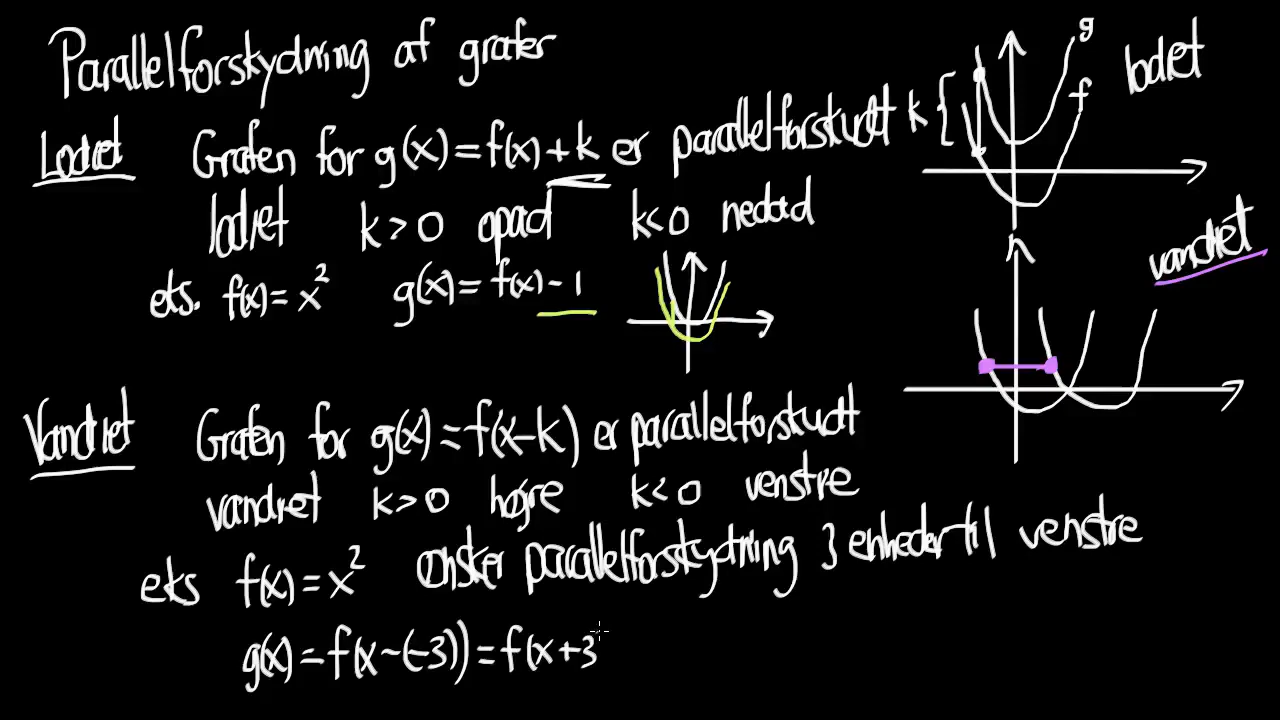 Parallelforskydning af grafer
Lodret Grafen for g(x) = f(x) + k er parallelforskudt
lodret k > 0 opad k < 0 nedad
eks. f(x) = x² g(x) = f(x) - 1
Vandret Grafen for g(x) = f(x-k) er parallelforskudt
vandret k > 0 højre k < 0 venstre
eks f(x) = x² ønsker parallelforskydning 3 enheder til venstre
g(x) = f(x-(-3)) = f(x+3
g
f
k
lodret
vandret